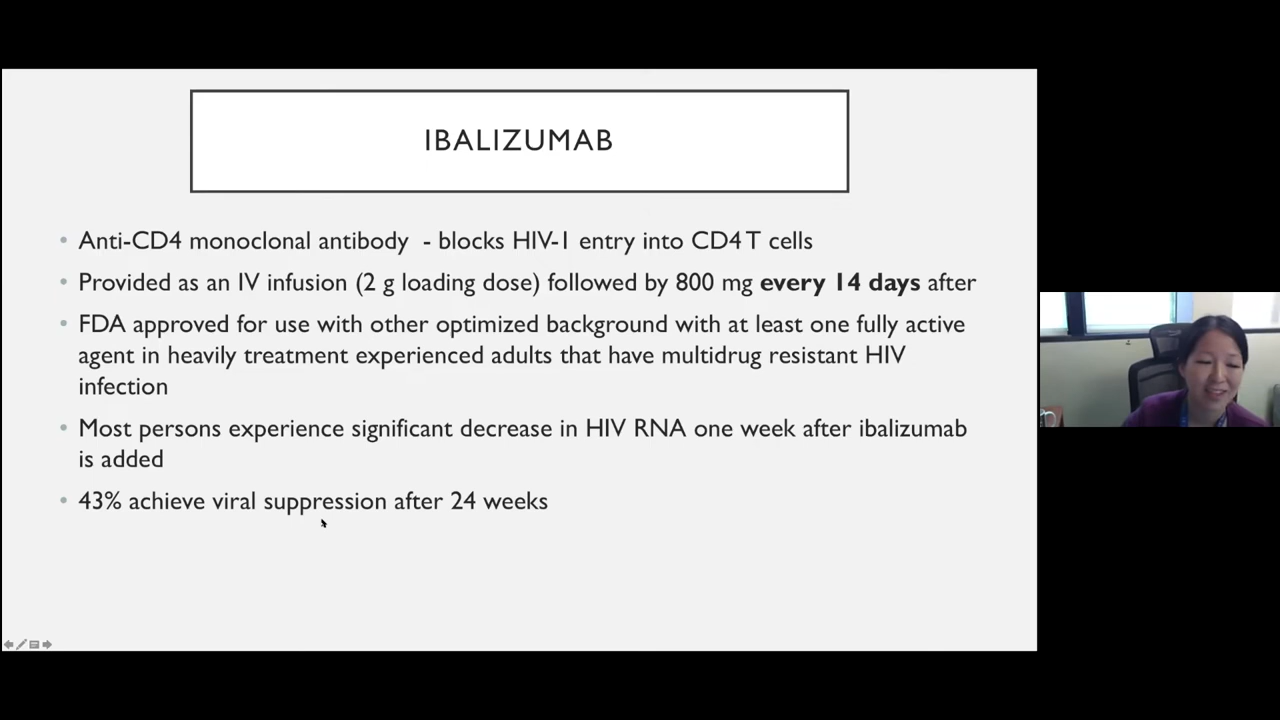 IBALIZUMAB
• Anti-CD4 monoclonal antibody - blocks HIV-1 entry into CD4 T cells
• Provided as an IV infusion (2 g loading dose) followed by 800 mg every 14 days after
• FDA approved for use with other optimized background with at least one fully active
agent in heavily treatment experienced adults that have multidrug resistant HIV
infection
• Most persons experience significant decrease in HIV RNA one week after ibalizumab
is added
• 43% achieve viral suppression after 24 weeks